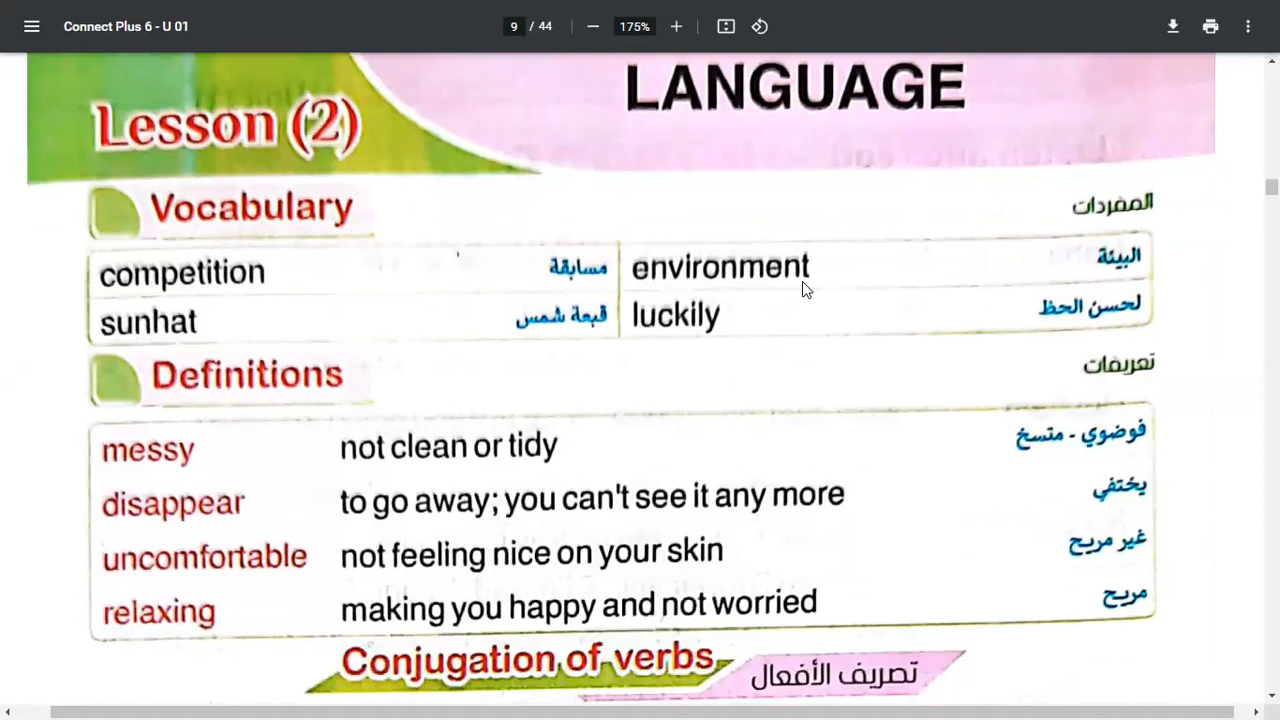 Connect Plus 6 - U 01
9 / 44
175%
LANGUAGE
Lesson (2)
Vocabulary المفردات
competition مسابقة environment البيئة
sunhat قبعة شمس luckily لحسن الحظ
Definitions تعريفات
messy not clean or tidy فوضوي - متسخ
disappear to go away; you can't see it any more يختفي
uncomfortable not feeling nice on your skin غير مريح
relaxing making you happy and not worried مريح
Conjugation of verbs تصريف الأفعال